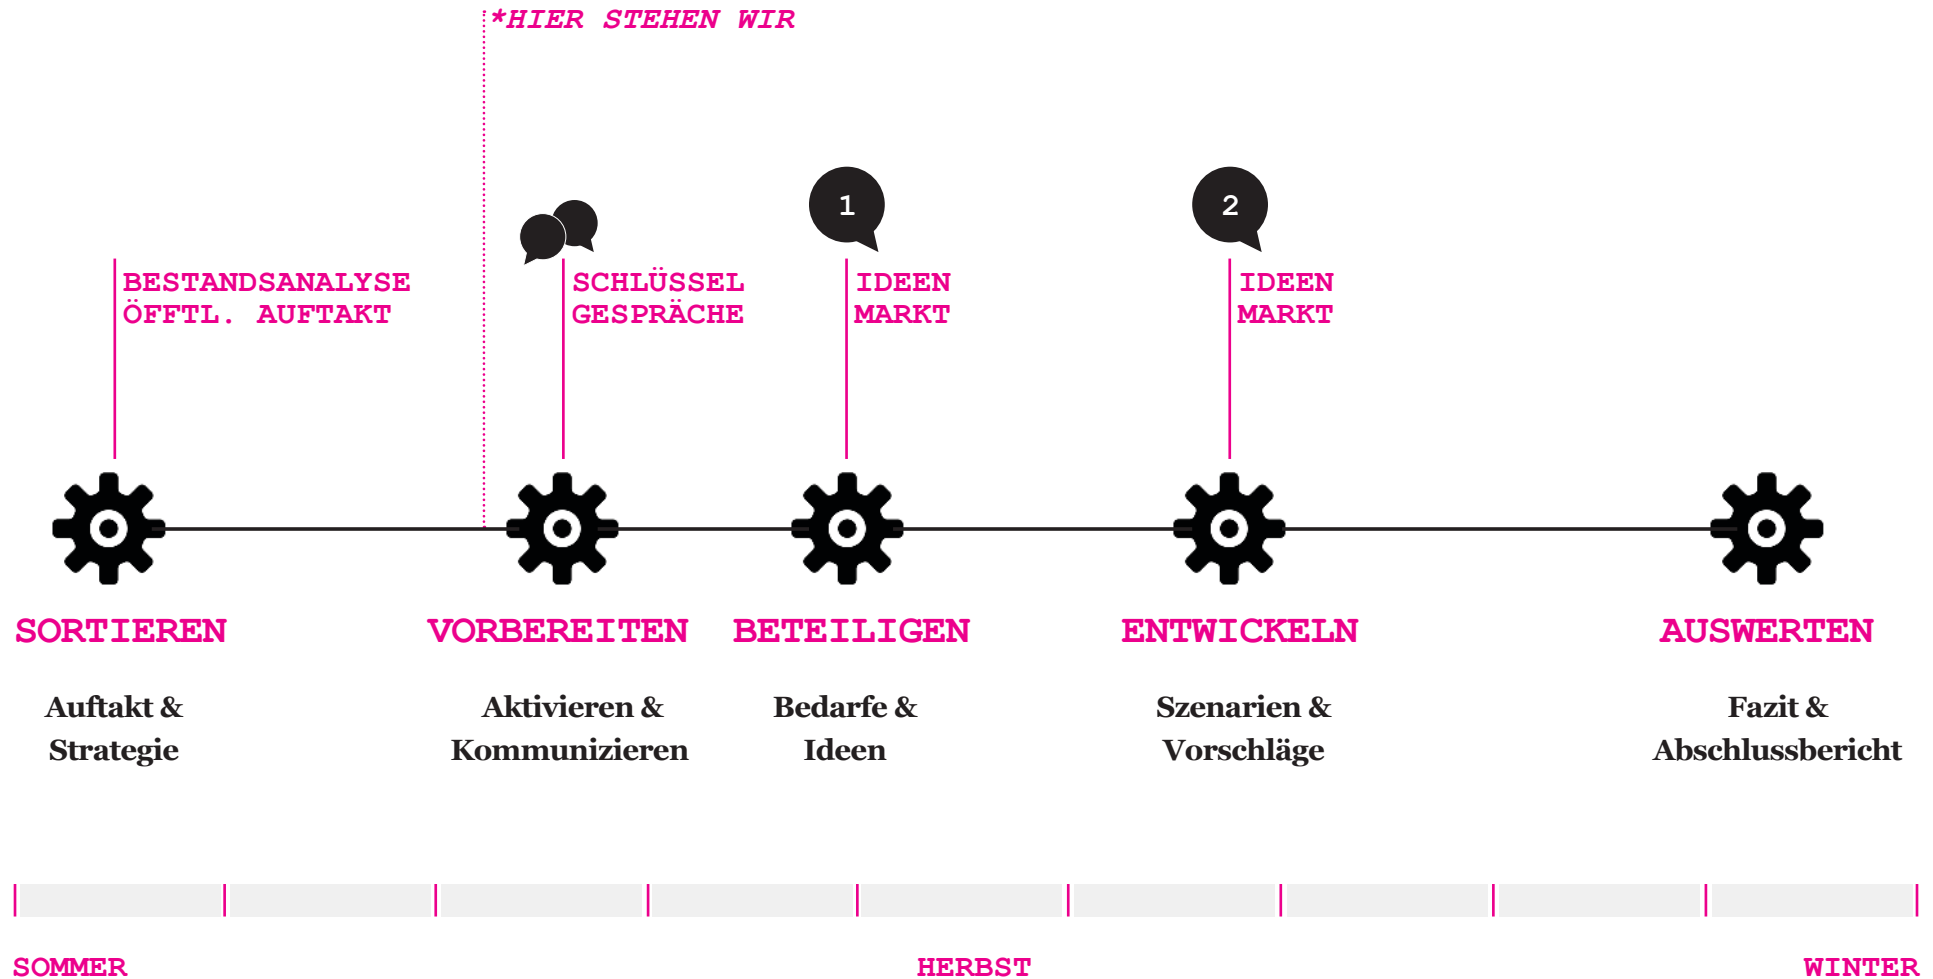 *HIER STEHEN WIR
1
2
BESTANDSANALYSE
ÖFFTL. AUFTAKT
SCHLÜSSEL
GESPRÄCHE
IDEEN
MARKT
IDEEN
MARKT
SORTIEREN
VORBEREITEN
BETEILIGEN
ENTWICKELN
AUSWERTEN
Auftakt &
Strategie
Aktivieren &
Kommunizieren
Bedarfe &
Ideen
Szenarien &
Vorschläge
Fazit &
Abschlussbericht
SOMMER
HERBST
WINTER